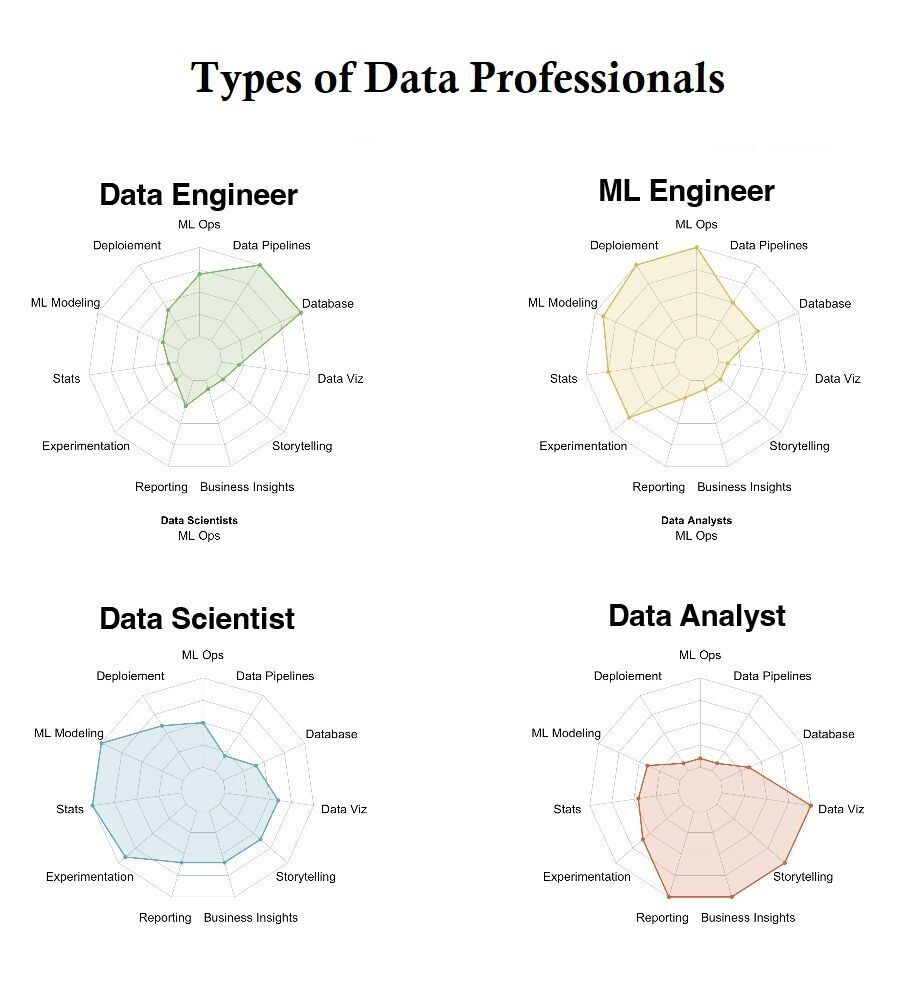 Types of Data Professionals
Data Engineer
ML Ops
Deploiement
Data Pipelines
ML Modeling
Database
Stats
Data Viz
Experimentation
Storytelling
Reporting
Business Insights
Data Scientists
ML Ops
ML Engineer
ML Ops
Deploiement
Data Pipelines
ML Modeling
Database
Stats
Data Viz
Experimentation
Storytelling
Reporting
Business Insights
Data Analysts
ML Ops
Data Scientist
ML Ops
Deploiement
Data Pipelines
ML Modeling
Database
Stats
Data Viz
Experimentation
Storytelling
Reporting
Business Insights
Data Analyst
ML Ops
Deploiement
Data Pipelines
ML Modeling
Database
Stats
Data Viz
Experimentation
Storytelling
Reporting
Business Insights